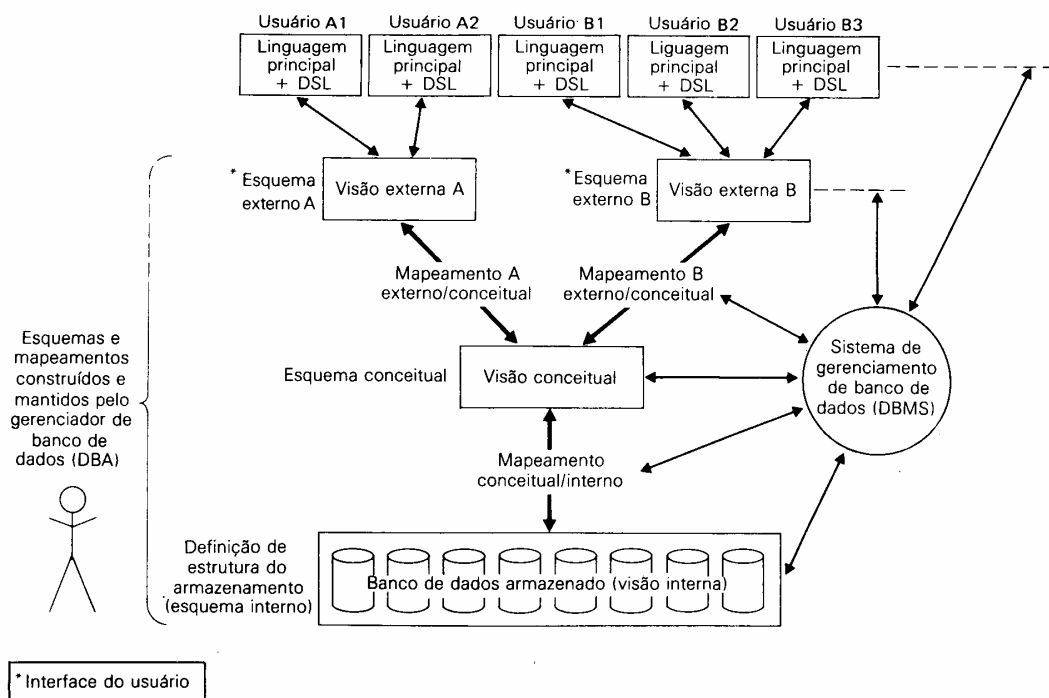 Usuário A1
Usuário A2
Usuário B1
Usuário B2
Usuário B3
Linguagem
principal
+ DSL
Linguagem
principal
+ DSL
Linguagem
principal
+ DSL
Liguagem
principal
+ DSL
Linguagem
principal
+ DSL
* Esquema
externo A
Visão externa A
* Esquema
externo B
Visão externa B
Mapeamento A
externo/conceitual
Mapeamento B
externo/conceitual
Esquemas e
mapeamentos
construídos e
mantidos pelo
gerenciador de
banco de
dados (DBA)
Esquema conceitual
Visão conceitual
Sistema de
gerenciamento
de banco de
dados (DBMS)
Mapeamento
conceitual/interno
Definição de
estrutura do
armazenamento
(esquema interno)
Banco de dados armazenado (visão interna)
* Interface do usuário